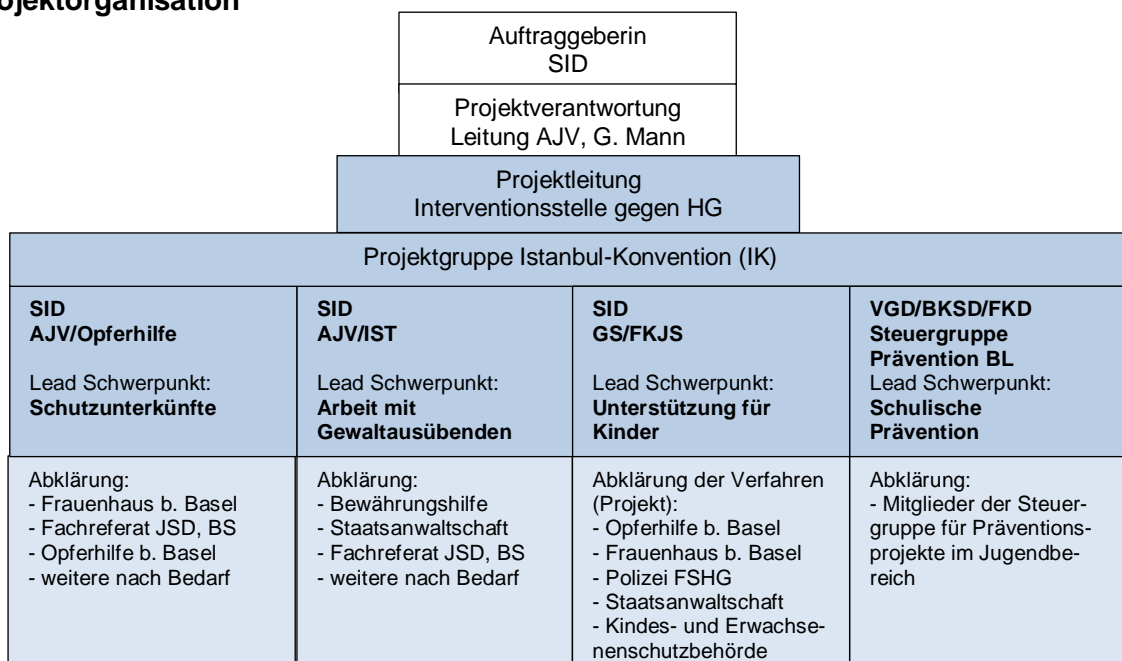 ojektorganisation
Auftraggeberin
SID
Projektverantwortung
Leitung AJV, G. Mann
Projektleitung
Interventionsstelle gegen HG
Projektgruppe Istanbul-Konvention (IK)
SID
AJV/Opferhilfe
Lead Schwerpunkt:
Schutzunterkünfte
SID
AJV/IST
Lead Schwerpunkt:
Arbeit mit
Gewaltausübenden
SID
GS/FKJS
Lead Schwerpunkt:
Unterstützung für
Kinder
VGD/BKSD/FKD
Steuergruppe
Prävention BL
Lead Schwerpunkt:
Schulische
Prävention
Abklärung:
- Frauenhaus b. Basel
- Fachreferat JSD, BS
- Opferhilfe b. Basel
- weitere nach Bedarf
Abklärung:
- Bewährungshilfe
- Staatsanwaltschaft
- Fachreferat JSD, BS
- weitere nach Bedarf
Abklärung der Verfahren
(Projekt):
- Opferhilfe b. Basel
- Frauenhaus b. Basel
- Polizei FSHG
- Staatsanwaltschaft
- Kindes- und Erwachse-
nenschutzbehörde
Abklärung:
- Mitglieder der Steuer-
gruppe für Präventions-
projekte im Jugendbe-
reich